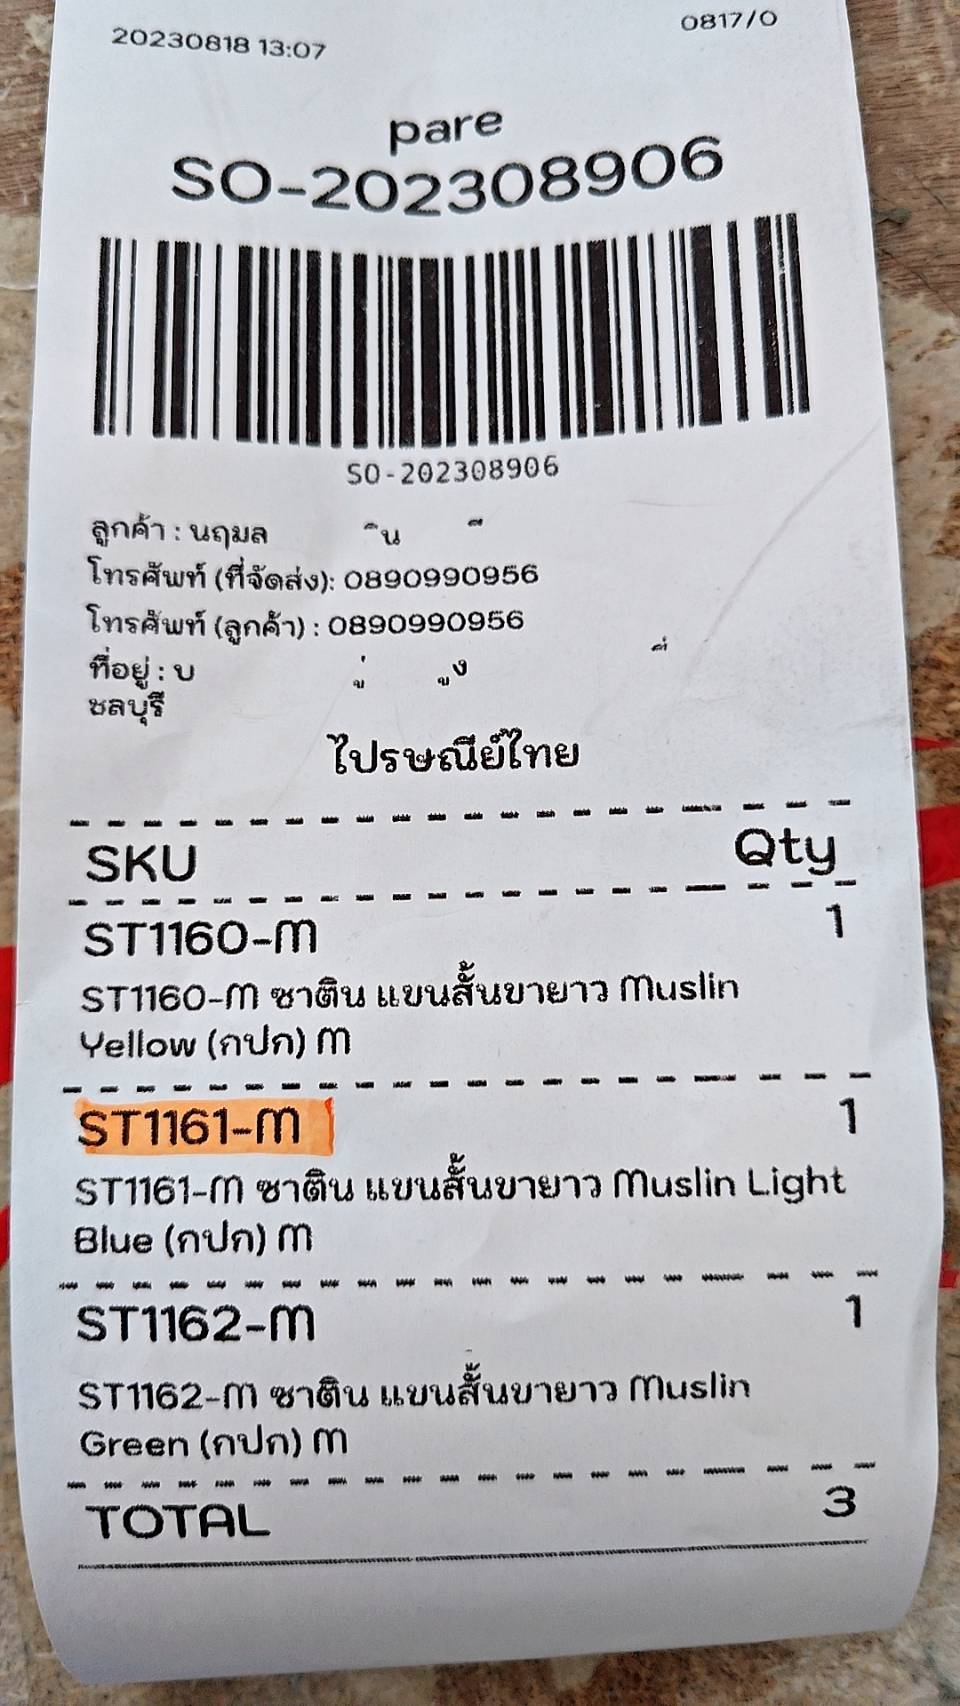 20230818 13:07
0817/0
pare
SO-202308906
SO-202308906
ลูกค้า : นฤมล
โทรศัพท์ (ที่จัดส่ง): 0890990956
โทรศัพท์ (ลูกค้า) : 0890990956
ที่อยู่ : บ
ชลบุรี
ไปรษณีย์ไทย
SKU Qty
ST1160-M 1
ST1160-M ซาติน แขนสั้นขายาว Muslin
Yellow (กปก) M
ST1161-M 1
ST1161-M ซาติน แขนสั้นขายาว Muslin Light
Blue (กปก) M
ST1162-M 1
ST1162-M ซาติน แขนสั้นขายาว Muslin
Green (กปก) M
TOTAL 3